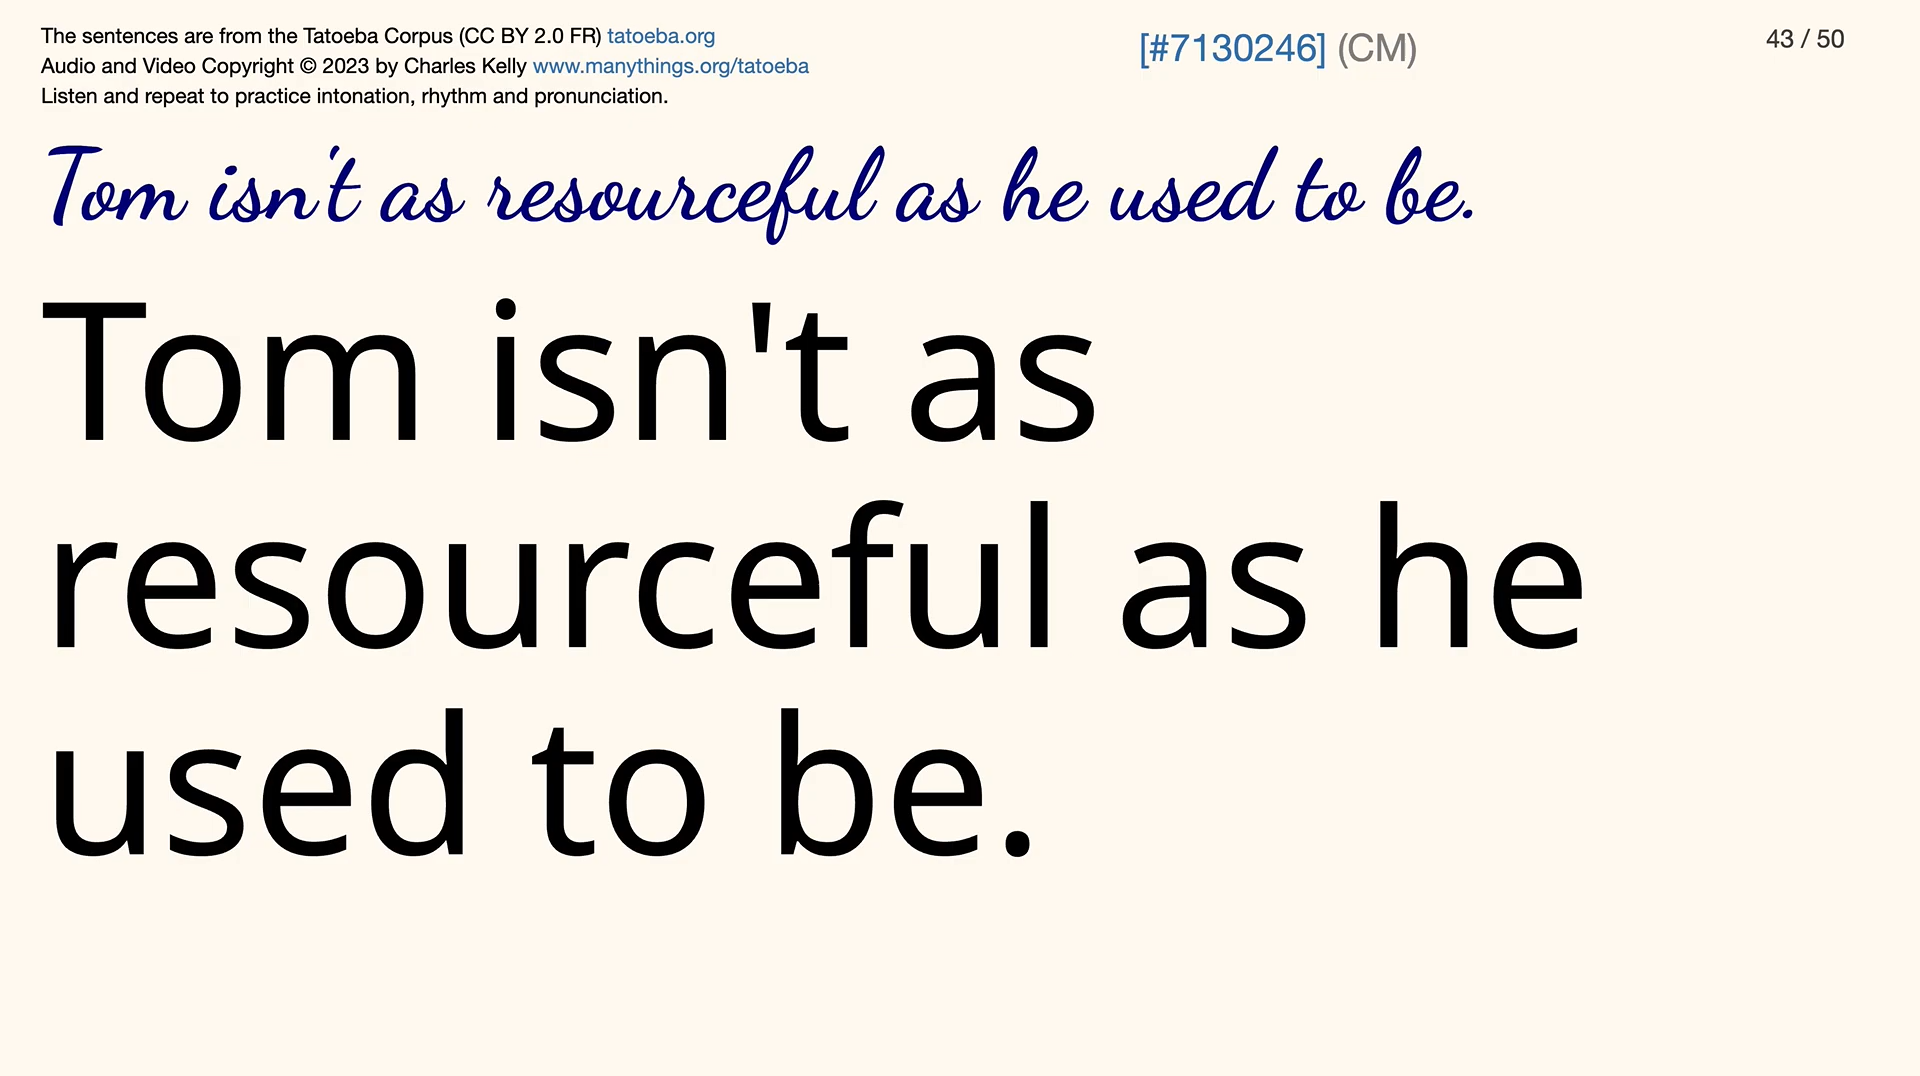 The sentences are from the Tatoeba Corpus (CC BY 2.0 FR) tatoeba.org
Audio and Video Copyright © 2023 by Charles Kelly www.manythings.org/tatoeba
Listen and repeat to practice intonation, rhythm and pronunciation.
[#7130246] (CM)
43 / 50
Tom isn't as resourceful as he used to be.
Tom isn't as
resourceful as he
used to be.